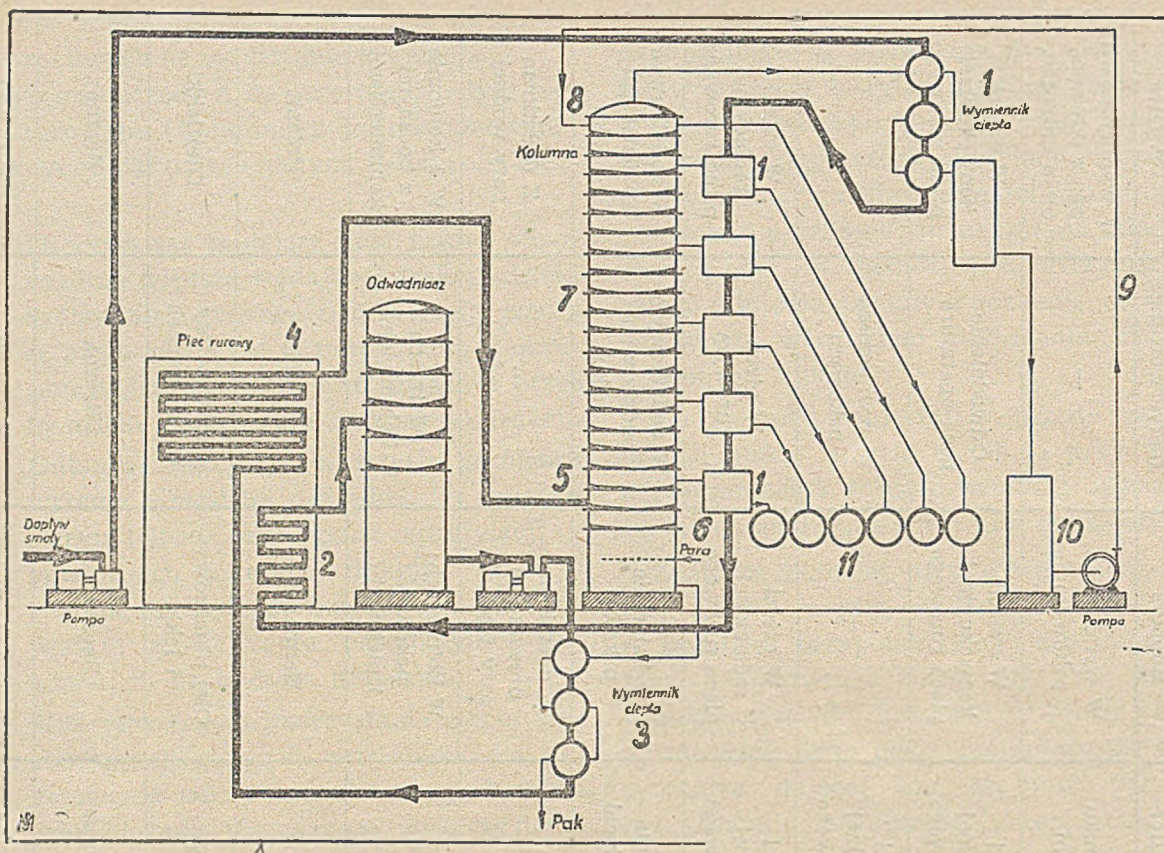 1
Wymiennik
ciepła
8
Kolumna
1
Odwadniacz
7
9
Piec rurowy
4
5
1
Dopływ
smoły
6
Para
10
2
11
Pompa
Pompa
Wymiennik
ciepła
3
Pak